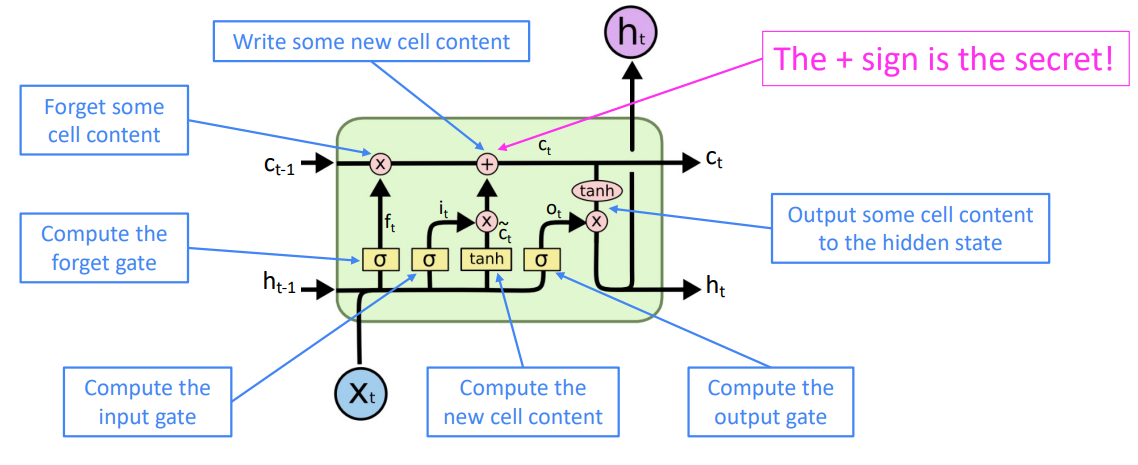 Write some new cell content
hₜ
The + sign is the secret!
Forget some
cell content
cₜ₋₁
x
+
cₜ
cₜ
tanh
Output some cell content
to the hidden state
fₜ
iₜ
x
c̃ₜ
oₜ
x
Compute the
forget gate
σ
σ
tanh
σ
hₜ₋₁
hₜ
Compute the
input gate
Xₜ
Compute the
new cell content
Compute the
output gate